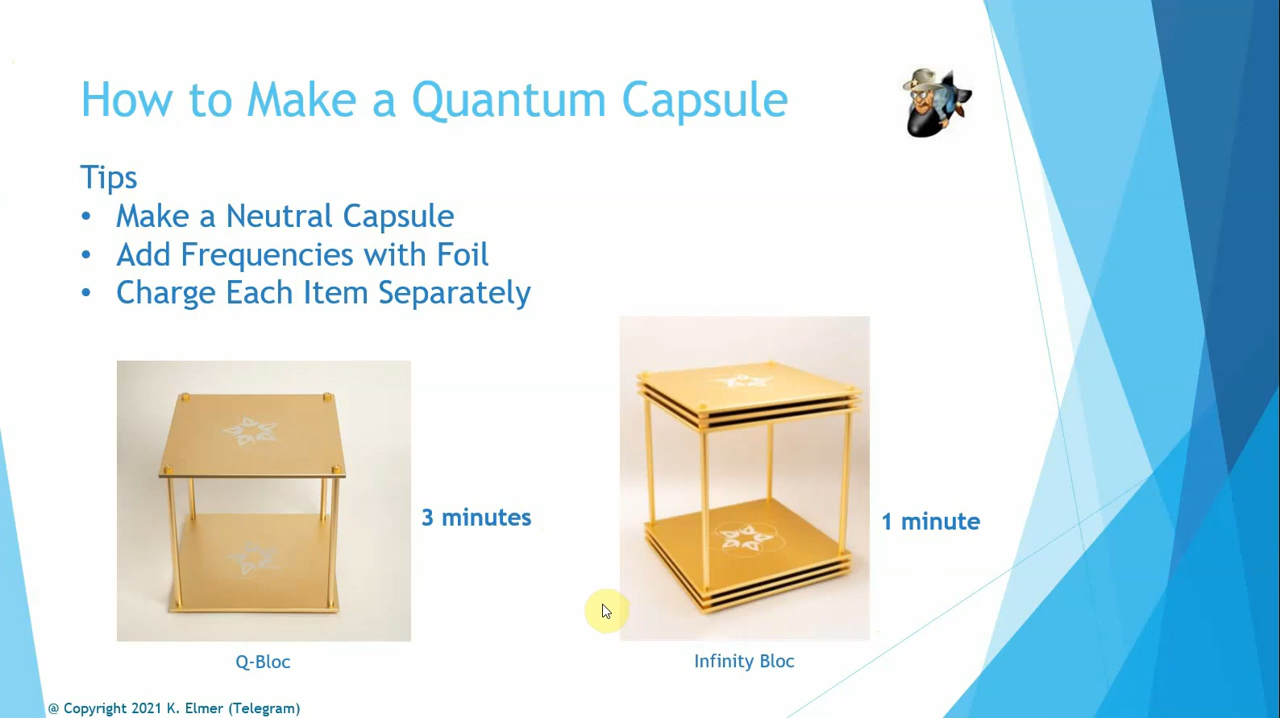 How to Make a Quantum Capsule
Tips
• Make a Neutral Capsule
• Add Frequencies with Foil
• Charge Each Item Separately
3 minutes
1 minute
Q-Bloc
Infinity Bloc
@ Copyright 2021 K. Elmer (Telegram)